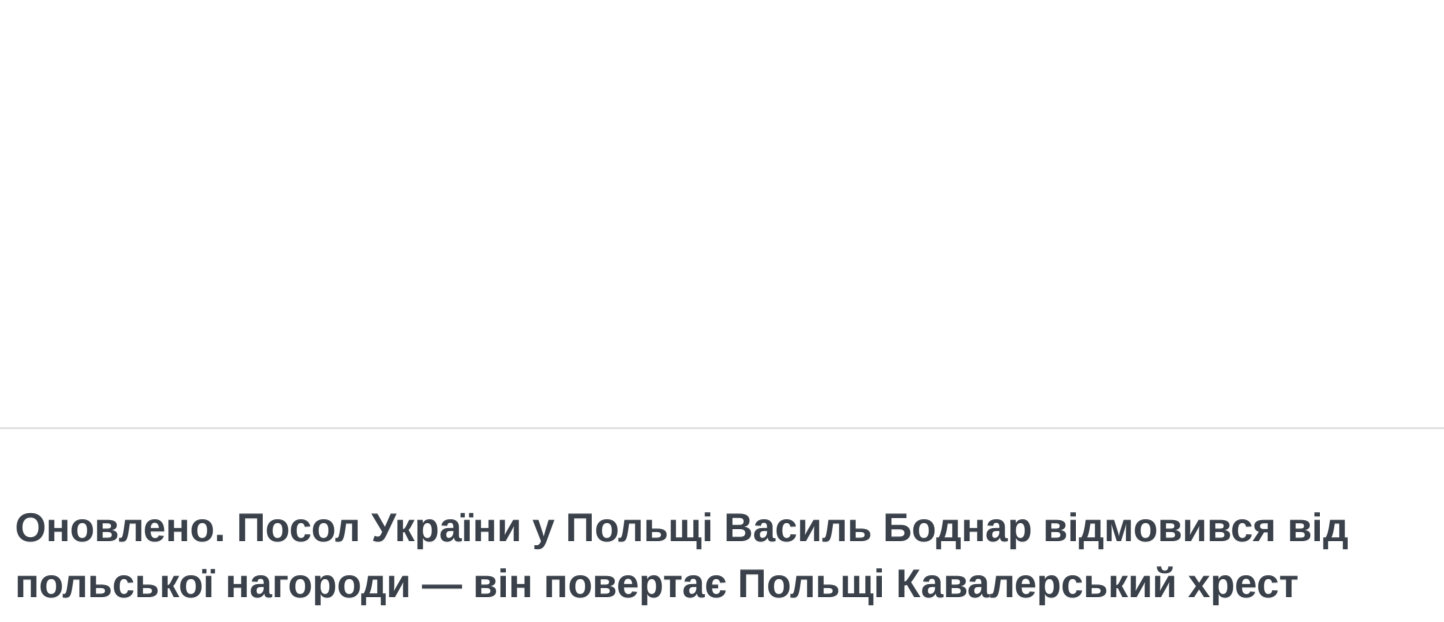 Оновлено. Посол України у Польщі Василь Боднар відмовився від
польської нагороди — він повертає Польщі Кавалерський хрест